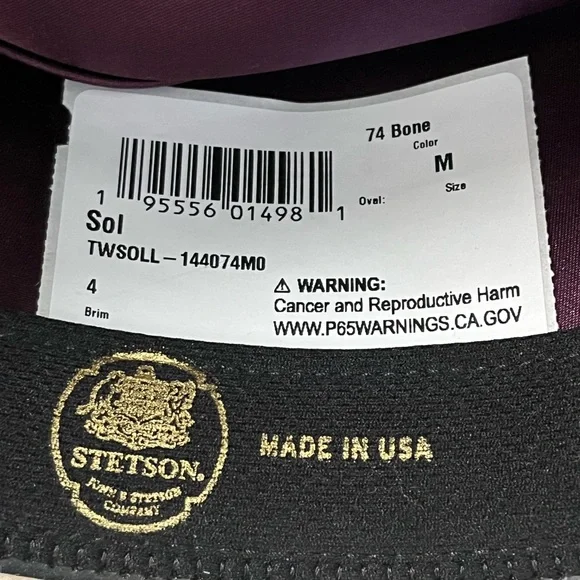 74 Bone
Color
M
Size
Oval:
1 95556 01498 1
Sol
TWSOLL-144074M0
4
Brim
⚠ WARNING:
Cancer and Reproductive Harm
WWW.P65WARNINGS.CA.GOV
STETSON.
JOHN B STETSON
COMPANY
MADE IN USA